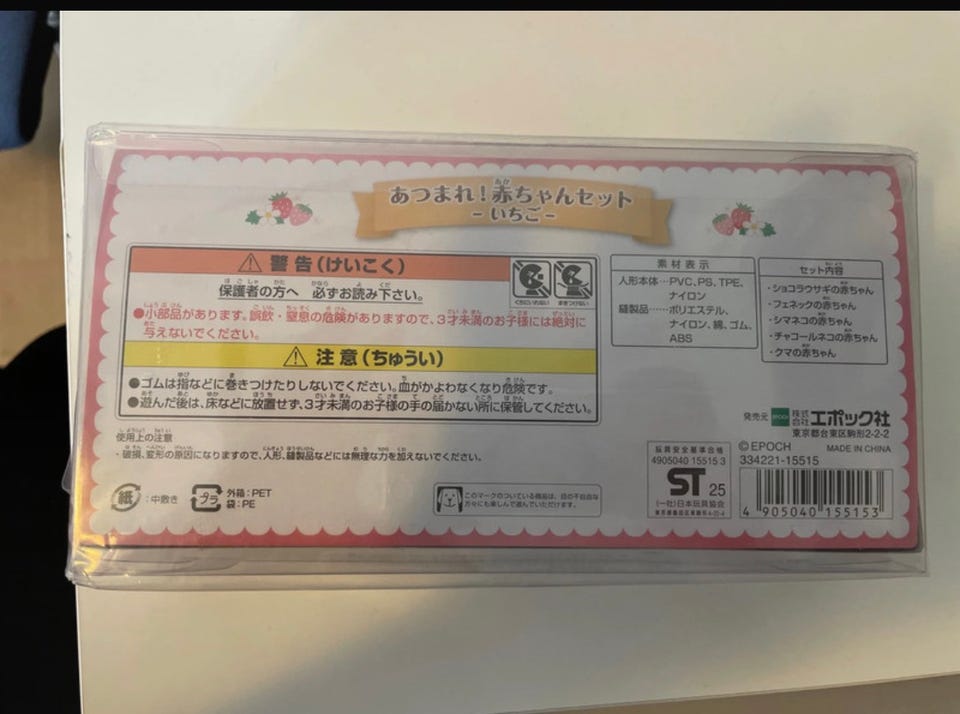 あつまれ!赤ちゃんセット
-いちご-
警告(けいこく)
保護者の方へ 必ずお読み下さい。
●小部品があります。誤飲・窒息の危険がありますので、3才未満のお子様には絶対に
与えないでください。
注意(ちゅうい)
●ゴムは指などに巻きつけたりしないでください。血がかよわなくなり危険です。
●遊んだ後は、床などに放置せず、3才未満のお子様の手の届かない所に保管してください。
使用上の注意
・破損、変形の原因になりますので、人形、縫製品などには無理な力を加えないでください。
紙:中敷き
プラ 外箱:PET
袋:PE
このマークのついている商品は、目の不自由な
方々にも楽しんで遊んでいただけます。
素材表示
人形本体…PVC、PS、TPE、
ナイロン
縫製品……ポリエステル、
ナイロン、綿、ゴム、
ABS
セット内容
・ショコラウサギの赤ちゃん
・フェネックの赤ちゃん
・シマネコの赤ちゃん
・チャコールネコの赤ちゃん
・クマの赤ちゃん
発売元 EPOCH 株式会社エポック社
東京都台東区駒形2-2-2
©EPOCH MADE IN CHINA
334221-15515
玩具安全基準合格
4905040 15515 3
ST 25
(一社)日本玩具協会
4 905040 155153